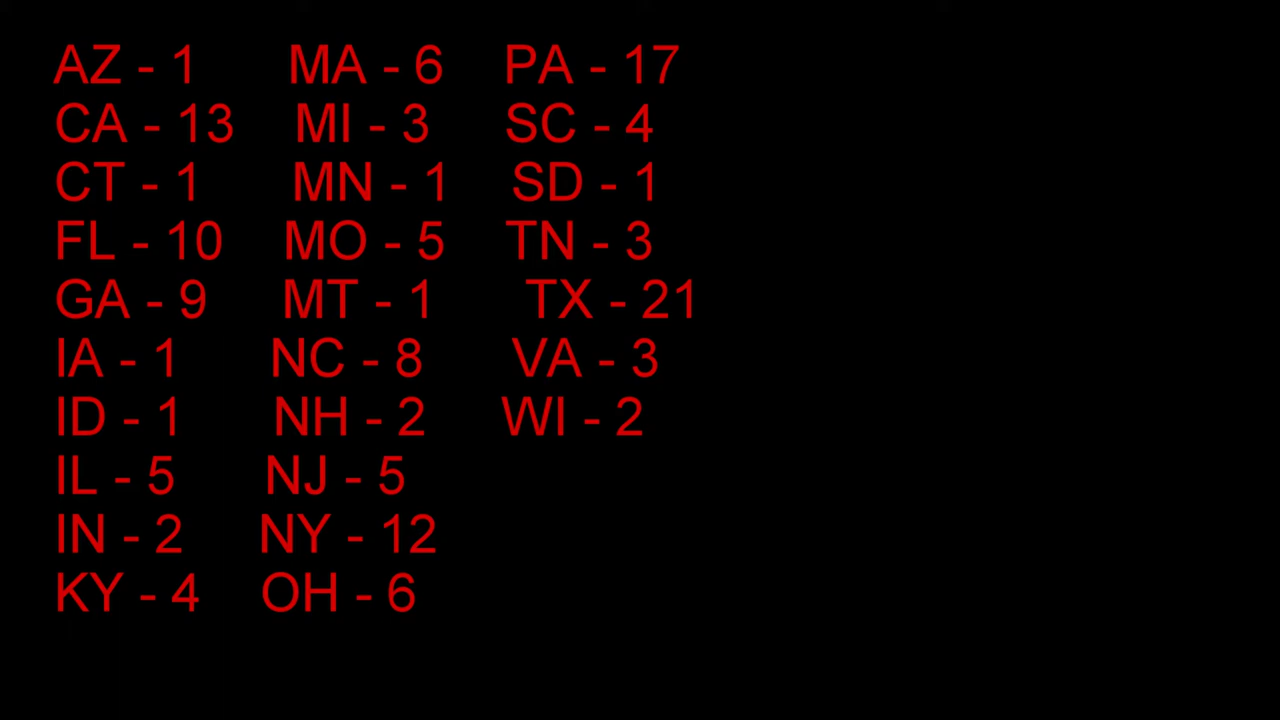 AZ - 1 MA - 6 PA - 17
CA - 13 MI - 3 SC - 4
CT - 1 MN - 1 SD - 1
FL - 10 MO - 5 TN - 3
GA - 9 MT - 1 TX - 21
IA - 1 NC - 8 VA - 3
ID - 1 NH - 2 WI - 2
IL - 5 NJ - 5
IN - 2 NY - 12
KY - 4 OH - 6